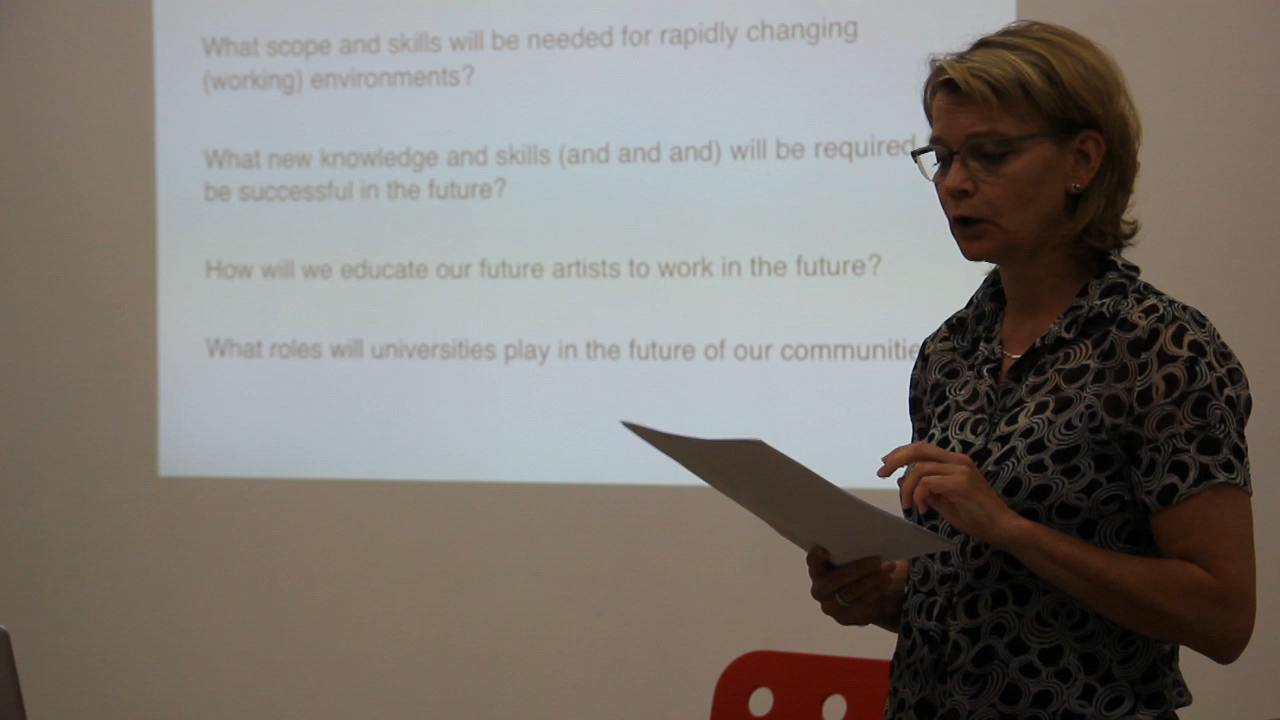 What scope and skills will be needed for rapidly changing
(working) environments?
What new knowledge and skills (and and and) will be required
be successful in the future?
How will we educate our future artists to work in the future?
What roles will universities play in the future of our communitie